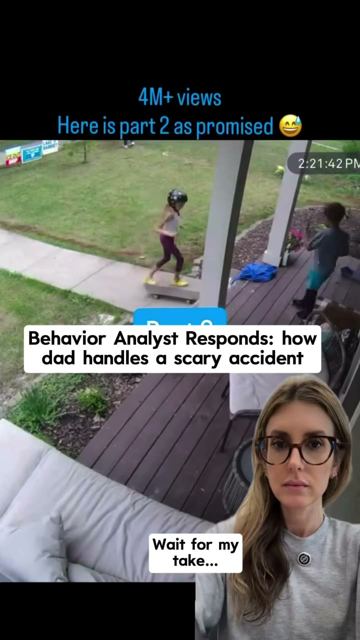 4M+ views
Here is part 2 as promised 😅
2:21:42 PM
Behavior Analyst Responds: how
dad handles a scary accident
Wait for my
take...